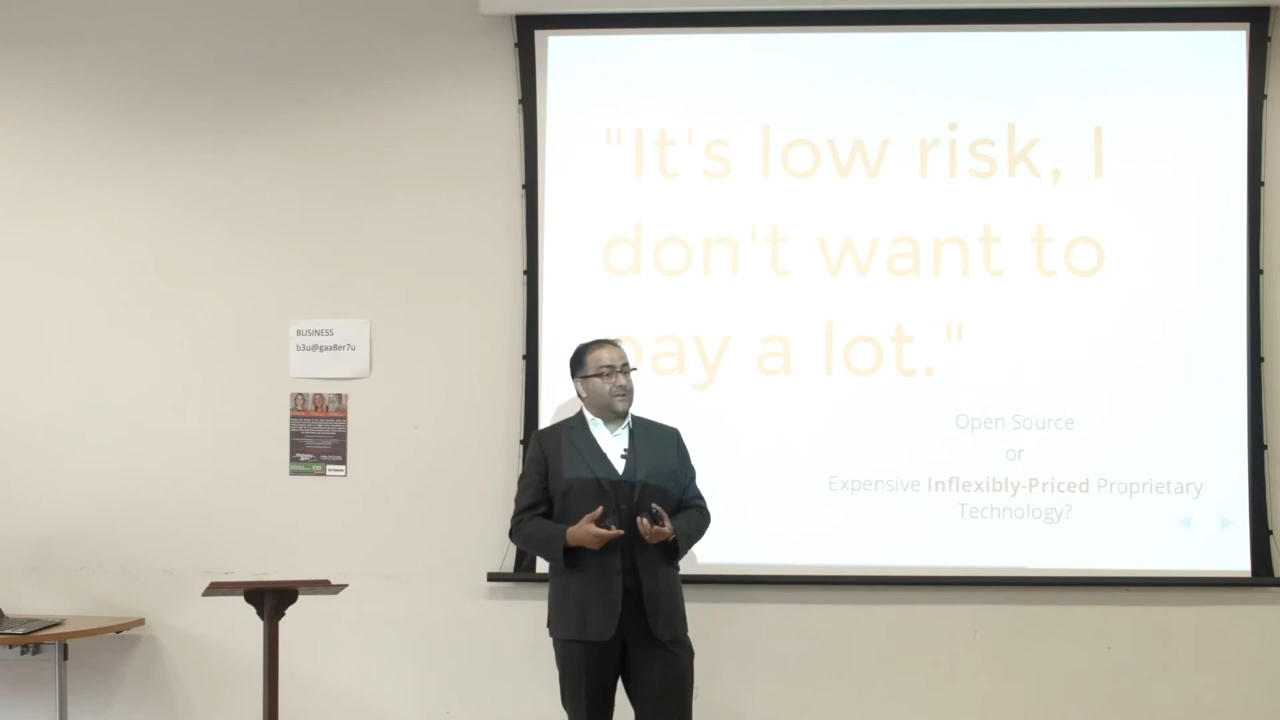 "It's low risk, I
don't want to
pay a lot."
Open Source
or
Expensive Inflexibly-Priced Proprietary
Technology?
BUSINESS
b3u@gaa8er7u